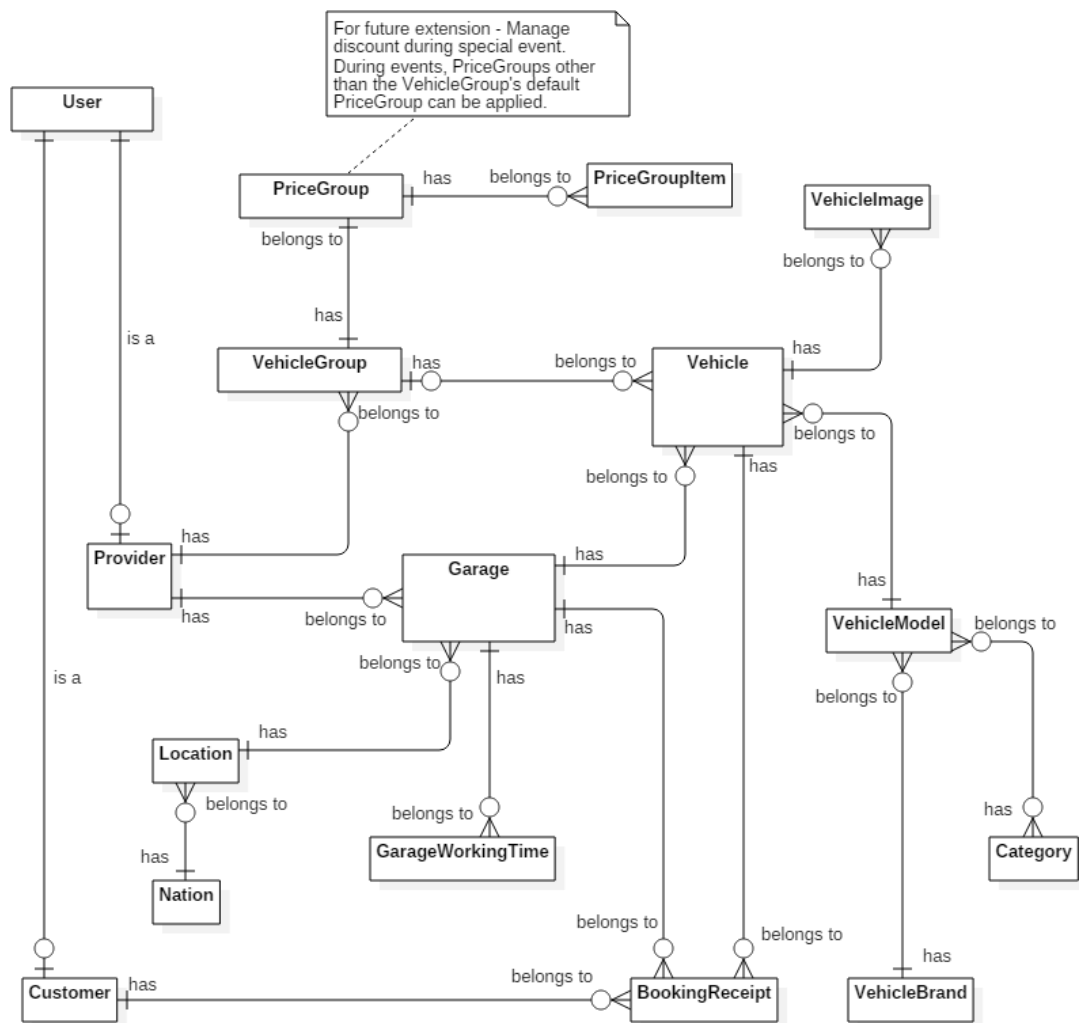 For future extension - Manage
discount during special event.
During events, PriceGroups other
than the VehicleGroup's default
PriceGroup can be applied.
User
PriceGroup
has
belongs to
PriceGroupItem
VehicleImage
belongs to
belongs to
has
is a
VehicleGroup
has
belongs to
Vehicle
has
belongs to
belongs to
belongs to
has
has
Provider
has
belongs to
Garage
has
has
VehicleModel
belongs to
has
belongs to
has
belongs to
is a
has
Location
belongs to
has
Nation
belongs to
GarageWorkingTime
has
Category
belongs to
belongs to
has
Customer
has
belongs to
BookingReceipt
VehicleBrand